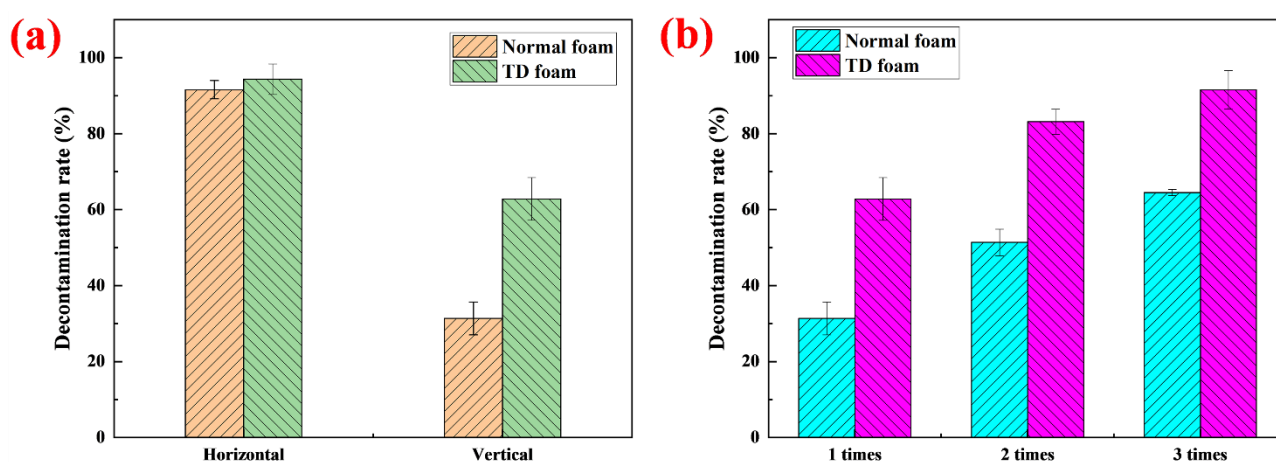 (a)
Decontamination rate (%)
100
80
60
40
20
0
Normal foam
TD foam
Horizontal
Vertical
(b)
Decontamination rate (%)
100
80
60
40
20
0
Normal foam
TD foam
1 times
2 times
3 times